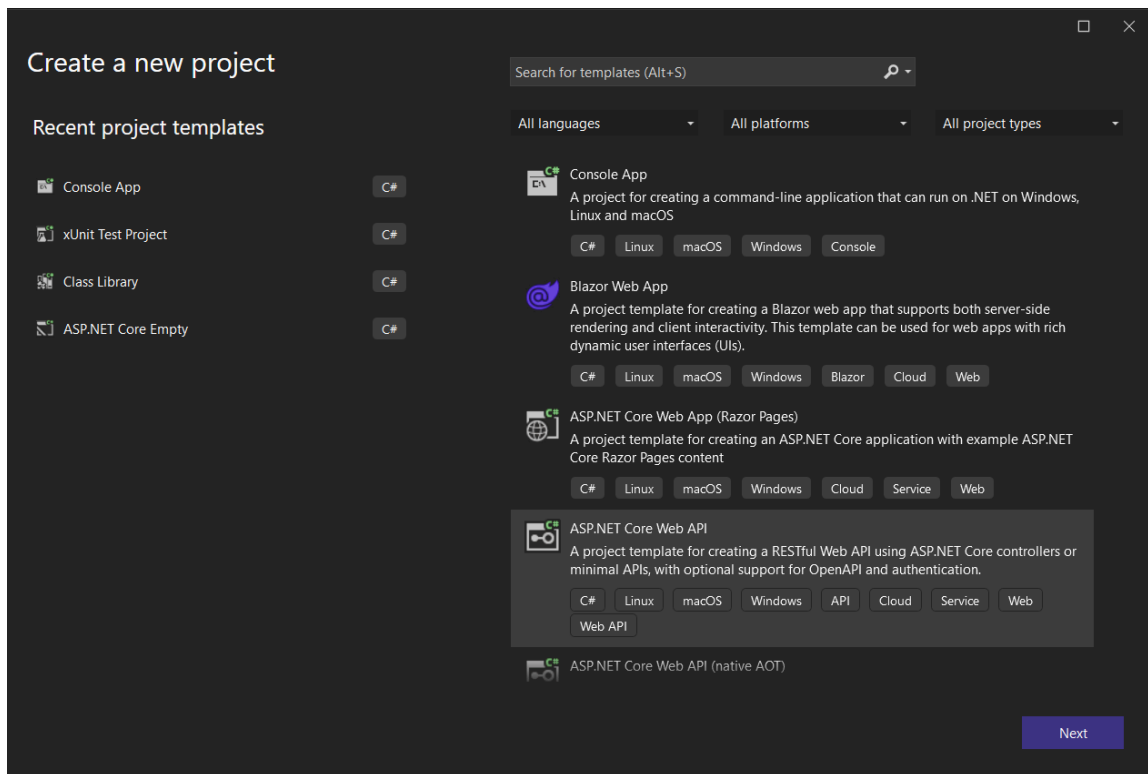 Create a new project
Search for templates (Alt+S)
Recent project templates
All languages
All platforms
All project types
Console App
C#
xUnit Test Project
C#
Class Library
C#
ASP.NET Core Empty
C#
Console App
A project for creating a command-line application that can run on .NET on Windows,
Linux and macOS
C# Linux macOS Windows Console
Blazor Web App
A project template for creating a Blazor web app that supports both server-side
rendering and client interactivity. This template can be used for web apps with rich
dynamic user interfaces (UIs).
C# Linux macOS Windows Blazor Cloud Web
ASP.NET Core Web App (Razor Pages)
A project template for creating an ASP.NET Core application with example ASP.NET
Core Razor Pages content
C# Linux macOS Windows Cloud Service Web
ASP.NET Core Web API
A project template for creating a RESTful Web API using ASP.NET Core controllers or
minimal APIs, with optional support for OpenAPI and authentication.
C# Linux macOS Windows API Cloud Service Web
Web API
ASP.NET Core Web API (native AOT)
Next